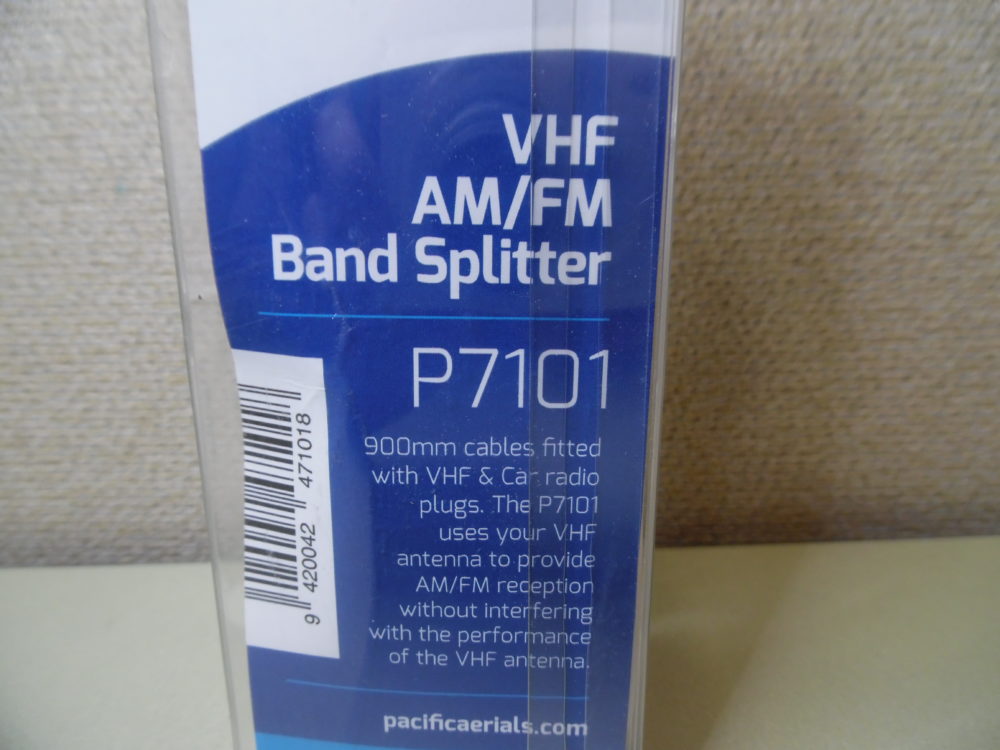 VHF
AM/FM
Band Splitter
P7101
900mm cables fitted
with VHF & Car radio
plugs. The P7101
uses your VHF
antenna to provide
AM/FM reception
without interfering
with the performance
of the VHF antenna.
pacificaerials.com
9 420042 471018